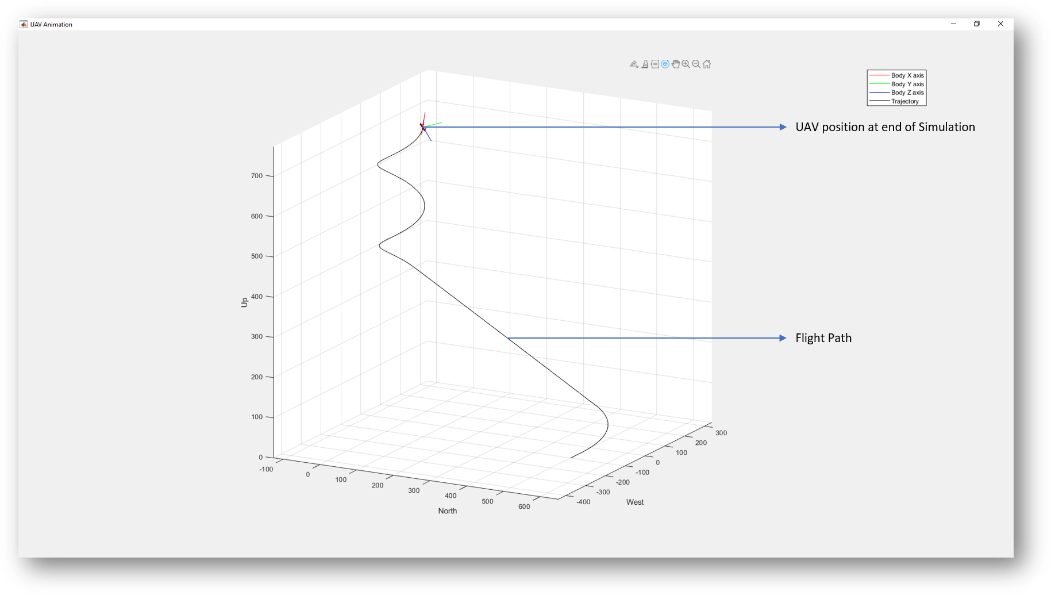 UAV Animation
Body X axis
Body Y axis
Body Z axis
Trajectory
UAV position at end of Simulation
Flight Path
Up
700
600
500
400
300
200
100
0
-100
0
100
200
300
400
500
600
North
-400
-300
-200
-100
0
100
200
300
West